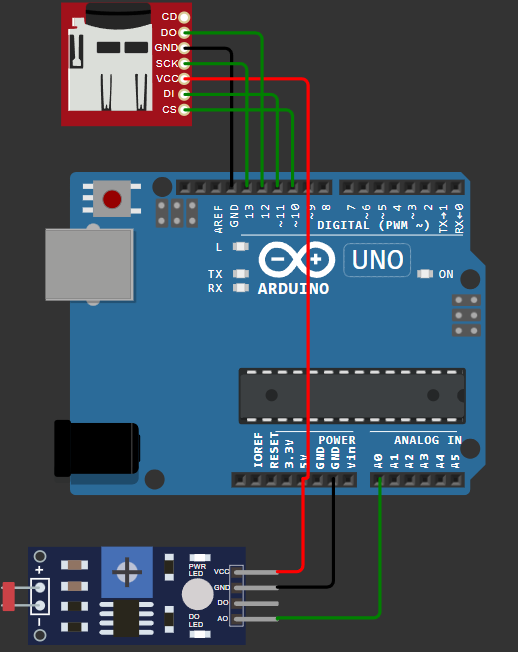 CD
DO
GND
SCK
VCC
DI
CS
AREF
GND
13
12
~11
~10
~9
8
7
~6
~5
4
~3
2
TX→1
RX←0
DIGITAL (PWM ~)
L
TX
RX
ARDUINO
UNO
ON
IOREF
RESET
3.3V
5V
GND
GND
Vin
POWER
ANALOG IN
A0
A1
A2
A3
A4
A5
+
–
PWR
LED
DO
LED
VCC
GND
DO
AO